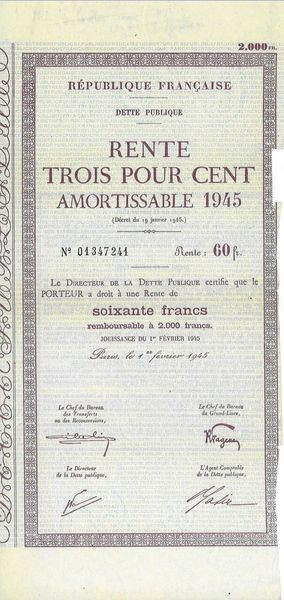 2.000 FR.
RÉPUBLIQUE FRANÇAISE
DETTE PUBLIQUE
RENTE
TROIS POUR CENT
AMORTISSABLE 1945
(Décret du 19 janvier 1945.)
Nº 01347241 Rente : 60 fr.
Le Directeur de la Dette Publique certifie que le
PORTEUR a droit à une Rente de
soixante francs
remboursable à 2.000 francs.
JOUISSANCE DU 1er FÉVRIER 1945
Paris, le 1er février 1945
Le Chef du Bureau
des Transferts
ou des Reconversions,
Le Chef du Bureau
du Grand-Livre,
Le Directeur
de la Dette publique,
L'Agent Comptable
de la Dette publique,